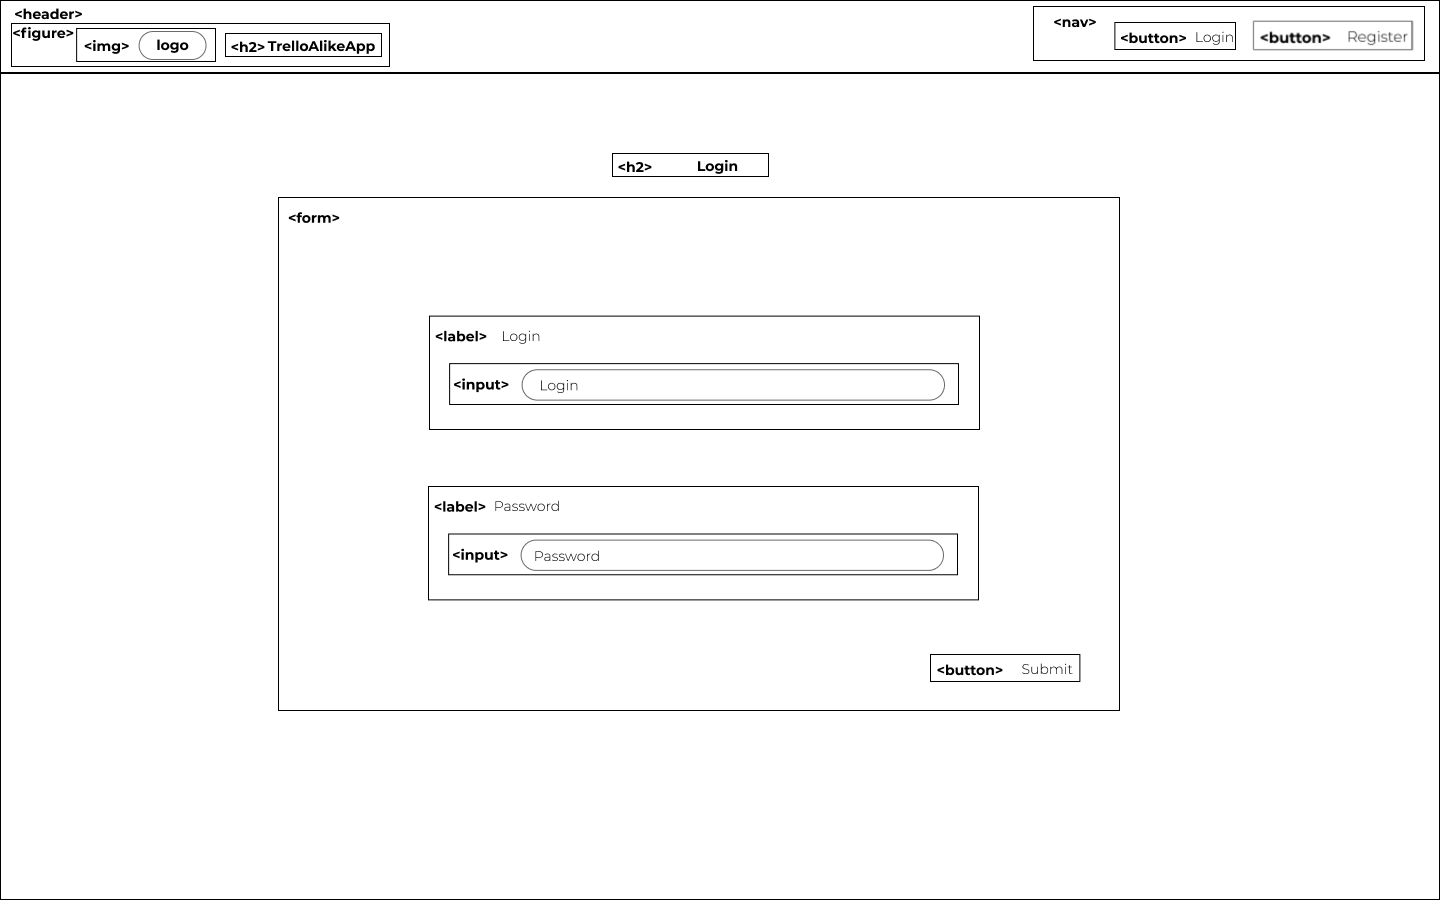 <header>
<figure>
<img> logo
<h2> TrelloAlikeApp
<nav>
<button> Login
<button> Register
<h2> Login
<form>
<label> Login
<input> Login
<label> Password
<input> Password
<button> Submit